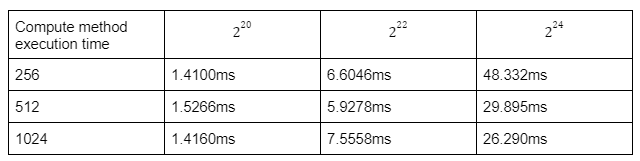 Compute method execution time 2^20 2^22 2^24
256 1.4100ms 6.6046ms 48.332ms
512 1.5266ms 5.9278ms 29.895ms
1024 1.4160ms 7.5558ms 26.290ms